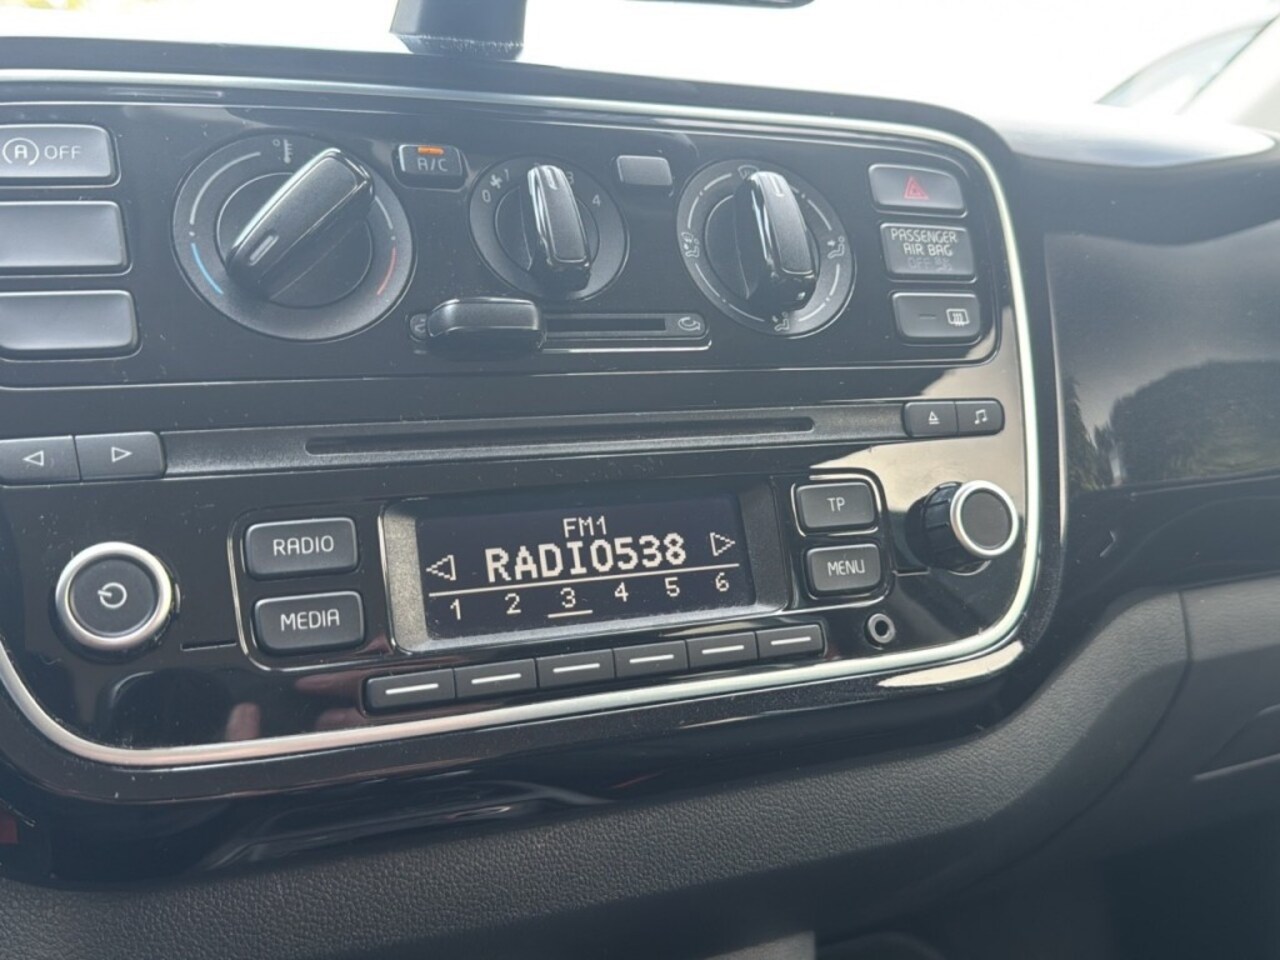 (A) OFF
A/C
0 1 3 4
PASSENGER
AIR BAG
OFF
TP
RADIO
FM1
RADIO538
MENU
MEDIA
1 2 3 4 5 6